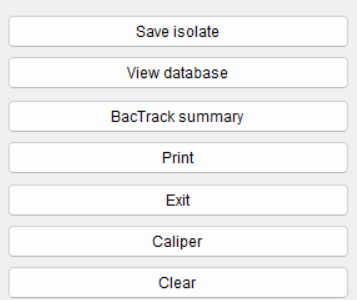 Save isolate
View database
BacTrack summary
Print
Exit
Caliper
Clear